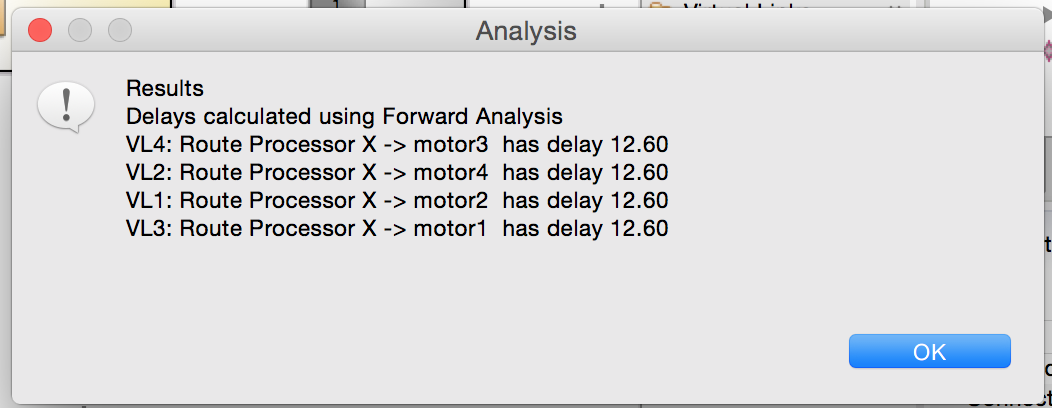 Analysis
Results
Delays calculated using Forward Analysis
VL4: Route Processor X -> motor3  has delay 12.60
VL2: Route Processor X -> motor4  has delay 12.60
VL1: Route Processor X -> motor2  has delay 12.60
VL3: Route Processor X -> motor1  has delay 12.60
OK